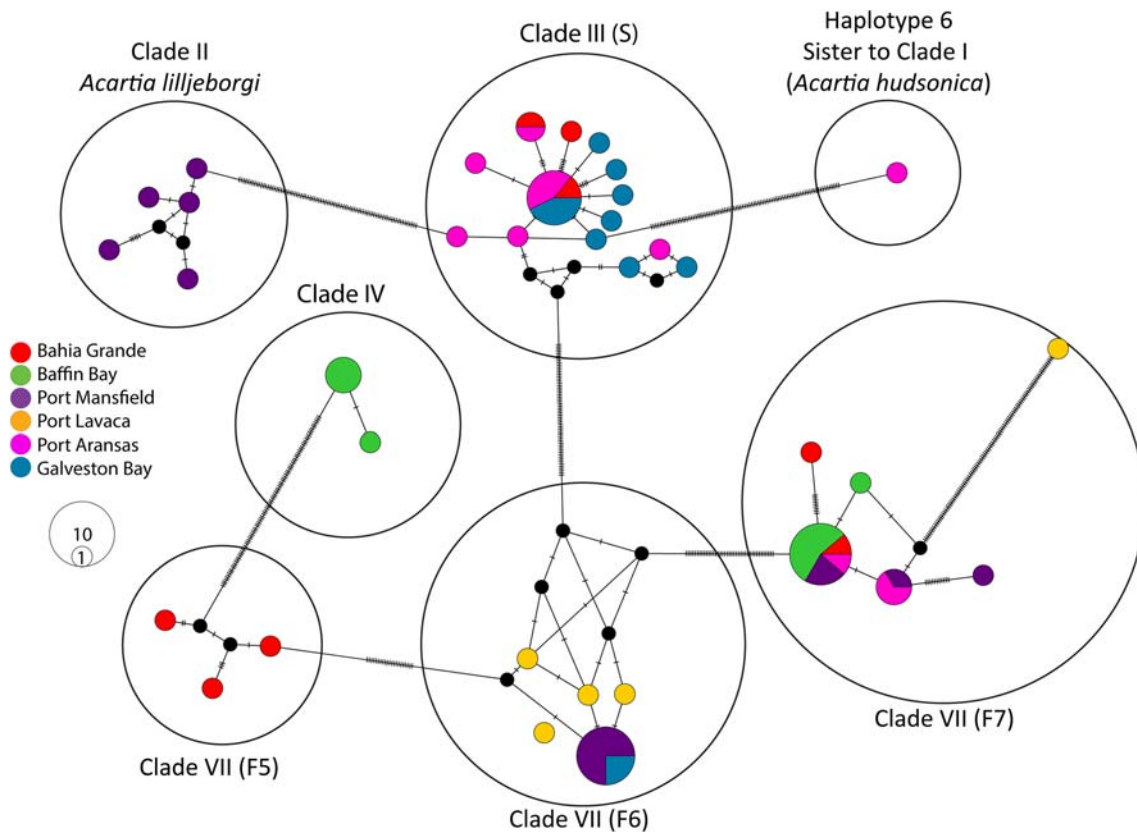 Clade II
Acartia lilljeborgi
Clade III (S)
Haplotype 6
Sister to Clade I
(Acartia hudsonica)
Clade IV
Bahia Grande
Baffin Bay
Port Mansfield
Port Lavaca
Port Aransas
Galveston Bay
10
1
Clade VII (F5)
Clade VII (F6)
Clade VII (F7)